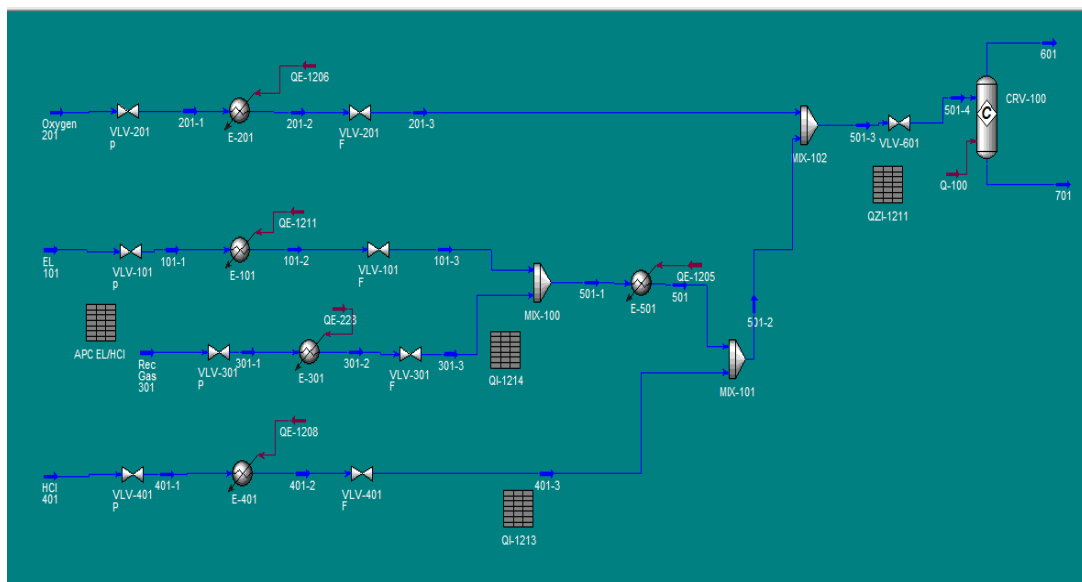 601
QE-1206
CRV-100
201-1
201-2
201-3
501-4
Oxygen
201
VLV-201
P
E-201
VLV-201
F
C
501-3
MIX-102
VLV-601
Q-100
701
QZI-1211
QE-1211
EL
101
101-1
101-2
101-3
VLV-101
P
E-101
VLV-101
F
QE-1205
501-1
501
E-501
MIX-100
501-2
QE-223
APC EL/HCl
Rec
Gas
301
301-1
301-2
301-3
VLV-301
P
E-301
VLV-301
F
QI-1214
MIX-101
QE-1208
HCl
401
401-1
401-2
401-3
VLV-401
P
E-401
VLV-401
F
QI-1213